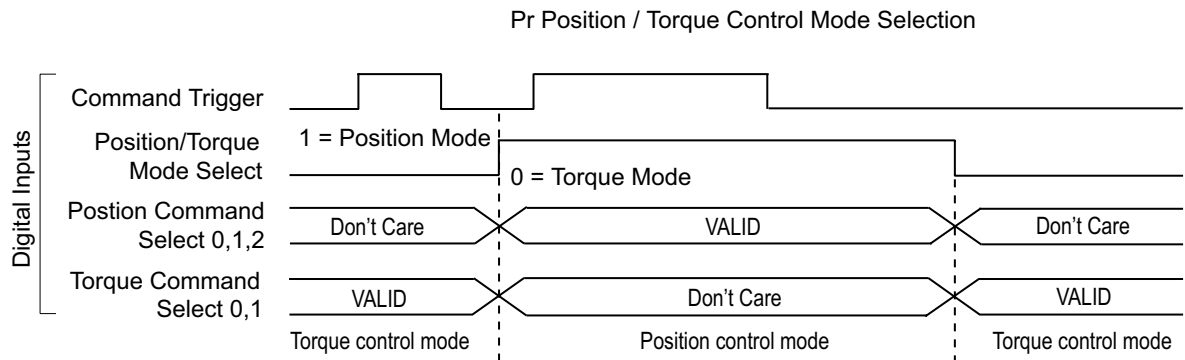 Pr Position / Torque Control Mode Selection
Digital Inputs
Command Trigger
Position/Torque
Mode Select
1 = Position Mode
0 = Torque Mode
Postion Command
Select 0,1,2
Don't Care
VALID
Don't Care
Torque Command
Select 0,1
VALID
Don't Care
VALID
Torque control mode
Position control mode
Torque control mode